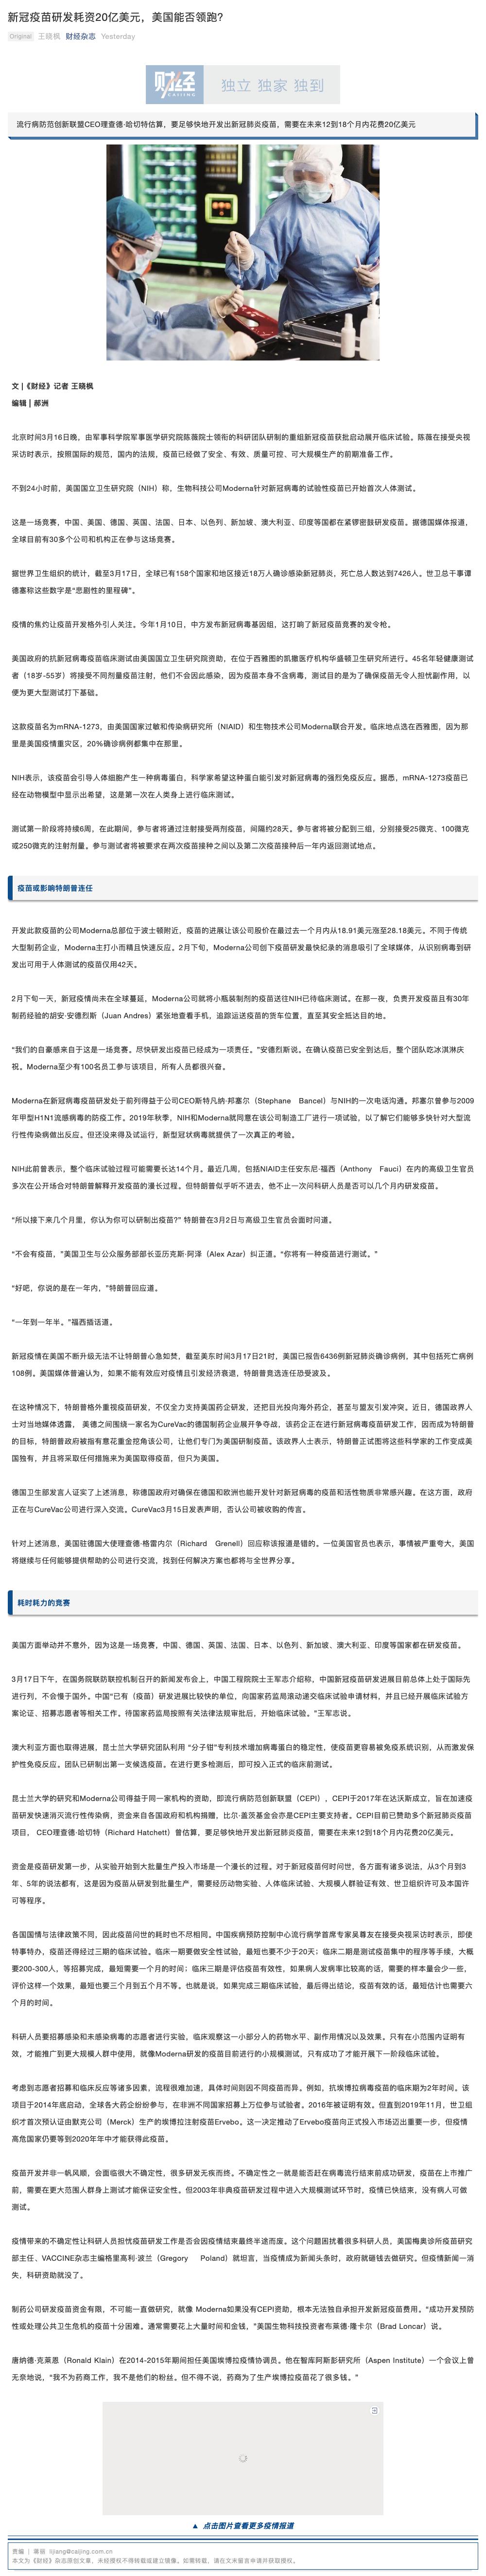 新冠疫苗研发耗资20亿美元，美国能否领跑？
Original 王晓枫 财经杂志 Yesterday
财经 CAIJING 独立 独家 独到
流行病防范创新联盟CEO理查德·哈切特估算，要足够快地开发出新冠肺炎疫苗，需要在未来12到18个月内花费20亿美元
文 |《财经》记者 王晓枫
编辑 | 郝洲
北京时间3月16日晚，由军事科学院军事医学研究院陈薇院士领衔的科研团队研制的重组新冠疫苗获批启动展开临床试验。陈薇在接受央
视采访时表示，按照国际的规范，国内的法规，疫苗已经做了安全、有效、质量可控、可大规模生产的前期准备工作。
不到24小时前，美国国立卫生研究院（NIH）称，生物科技公司Moderna针对新冠病毒的试验性疫苗已开始首次人体测试。
这是一场竞赛，中国、美国、德国、英国、法国、日本、以色列、新加坡、澳大利亚、印度等国都在紧锣密鼓研发疫苗。据德国媒体报道，
全球目前有30多个公司和机构正在参与这场竞赛。
据世界卫生组织的统计，截至3月17日，全球已有158个国家和地区接近18万人确诊感染新冠肺炎，死亡总人数达到7426人。世卫总干事谭
德塞称这些数字是“悲剧性的里程碑”。
疫情的焦灼让疫苗开发格外引人关注。今年1月10日，中方发布新冠病毒基因组，这打响了新冠疫苗竞赛的发令枪。
美国政府的抗新冠病毒疫苗临床测试由美国国立卫生研究院资助，在位于西雅图的凯撒医疗机构华盛顿卫生研究所进行。45名年轻健康测试
者（18岁-55岁）将接受不同剂量疫苗注射，他们不会因此感染，因为疫苗本身不含病毒，测试目的是为了确保疫苗无令人担忧副作用，以
便为更大型测试打下基础。
这款疫苗名为mRNA-1273，由美国国家过敏和传染病研究所（NIAID）和生物技术公司Moderna联合开发。临床地点选在西雅图，因为那
里是美国疫情重灾区，20%确诊病例都集中在那里。
NIH表示，该疫苗会引导人体细胞产生一种病毒蛋白，科学家希望这种蛋白能引发对新冠病毒的强烈免疫反应。据悉，mRNA-1273疫苗已
经在动物模型中显示出希望，这是第一次在人类身上进行临床测试。
测试第一阶段将持续6周，在此期间，参与者将通过注射接受两剂疫苗，间隔约28天。参与者将被分配到三组，分别接受25微克、100微克
或250微克的注射剂量。参与测试者将被要求在两次疫苗接种之间以及第二次疫苗接种后一年内返回测试地点。
疫苗或影响特朗普连任
开发此款疫苗的公司Moderna总部位于波士顿附近，疫苗的进展让该公司股价在最过去一个月内从18.91美元涨至28.18美元。不同于传统
大型制药企业，Moderna主打小而精且快速反应。2月下旬，Moderna公司创下疫苗研发最快纪录的消息吸引了全球媒体，从识别病毒到研
发出可用于人体测试的疫苗仅用42天。
2月下旬一天，新冠疫情尚未在全球蔓延，Moderna公司就将小瓶装制剂的疫苗送往NIH已待临床测试。在那一夜，负责开发疫苗且有30年
制药经验的胡安·安德烈斯（Juan Andres）紧张地查看手机，追踪运送疫苗的货车位置，直至其安全抵达目的地。
“我们的自豪感来自于这是一场竞赛。尽快研发出疫苗已经成为一项责任。”安德烈斯说。在确认疫苗已安全到达后，整个团队吃冰淇淋庆
祝。Moderna至少有100名员工参与该项目，所有人员都很兴奋。
Moderna在新冠病毒疫苗研发处于前列得益于公司CEO斯特凡纳·邦塞尔（Stephane Bancel）与NIH的一次电话沟通。邦塞尔曾参与2009
年甲型H1N1流感病毒的防疫工作。2019年秋季，NIH和Moderna就同意在该公司制造工厂进行一项试验，以了解它们能够多快针对大型流
行性传染病做出反应。但还没来得及试运行，新型冠状病毒就提供了一次真正的考验。
NIH此前曾表示，整个临床试验过程可能需要长达14个月。最近几周，包括NIAID主任安东尼·福西（Anthony Fauci）在内的高级卫生官员
多次在公开场合对特朗普解释开发疫苗的漫长过程。但特朗普似乎听不进去，他不止一次问科研人员是否可以几个月内研发疫苗。
“所以接下来几个月里，你认为你可以研制出疫苗？” 特朗普在3月2日与高级卫生官员会面时问道。
“不会有疫苗，”美国卫生与公众服务部部长亚历克斯·阿泽（Alex Azar）纠正道。“你将有一种疫苗进行测试。”
“好吧，你说的是在一年内，”特朗普回应道。
“一年到一年半。”福西插话道。
新冠疫情在美国不断升级无法不让特朗普心急如焚，截至美东时间3月17日21时，美国已报告6436例新冠肺炎确诊病例，其中包括死亡病例
108例。美国媒体普遍认为，如果不能有效应对疫情且引发经济衰退，特朗普竞选连任恐受波及。
在这种情况下，特朗普格外重视疫苗研发，不仅全力支持美国药企研发，还把目光投向海外药企，甚至与盟友引发冲突。近日，德国政界人
士对当地媒体透露， 美德之间围绕一家名为CureVac的德国制药企业展开争夺战，该药企正在进行新冠病毒疫苗研发工作，因而成为特朗普
的目标，特朗普政府被指有意花重金挖角该公司，让他们专门为美国研制疫苗。该政界人士表示，特朗普正试图将这些科学家的工作变成美
国独有，并且将采取任何措施来为美国取得疫苗，但只为美国。
德国卫生部发言人证实了上述消息，称德国政府对确保在德国和欧洲也能开发针对新冠病毒的疫苗和活性物质非常感兴趣。在这方面，政府
正在与CureVac公司进行深入交流。CureVac3月15日发表声明，否认公司被收购的传言。
针对上述消息，美国驻德国大使理查德·格雷内尔（Richard Grenell）回应称该报道是错的。一位美国官员也表示，事情被严重夸大，美国
将继续与任何能够提供帮助的公司进行交流，找到任何解决方案也都将与全世界分享。
耗时耗力的竞赛
美国方面举动并不意外，因为这是一场竞赛，中国、德国、英国、法国、日本、以色列、新加坡、澳大利亚、印度等国家都在研发疫苗。
3月17日下午，在国务院联防联控机制召开的新闻发布会上，中国工程院院士王军志介绍称，中国新冠疫苗研发进展目前总体上处于国际先
进行列，不会慢于国外。中国“已有（疫苗）研发进展比较快的单位，向国家药监局滚动递交临床试验申请材料，并且已经开展临床试验方
案论证、招募志愿者等相关工作。待国家药监局按照有关法律法规审批后，开始临床试验。”王军志说。
澳大利亚方面也取得进展，昆士兰大学研究团队利用 “分子钳”专利技术增加病毒蛋白的稳定性，使疫苗更容易被免疫系统识别，从而激发保
护性免疫反应。团队已研制出第一支候选疫苗。在进行更多检测后，即可投入正式的临床前测试。
昆士兰大学的研究和Moderna公司得益于同一家机构的资助，即流行病防范创新联盟（CEPI），CEPI于2017年在达沃斯成立，旨在加速疫
苗研发快速消灭流行性传染病，资金来自各国政府和机构捐赠，比尔·盖茨基金会亦是CEPI主要支持者。CEPI目前已赞助多个新冠肺炎疫苗
项目， CEO理查德·哈切特（Richard Hatchett）曾估算，要足够快地开发出新冠肺炎疫苗，需要在未来12到18个月内花费20亿美元。
资金是疫苗研发第一步，从实验开始到大批量生产投入市场是一个漫长的过程。对于新冠疫苗何时问世，各方面有诸多说法，从3个月到3
年、5年的说法都有，这是因为疫苗从研发到批量生产，需要经历动物实验、人体临床试验、大规模人群验证有效、世卫组织许可及本国许
可等程序。
各国国情与法律政策不同，因此疫苗问世的耗时也不尽相同。中国疾病预防控制中心流行病学首席专家吴尊友在接受央视采访时表示，即使
特事特办，疫苗还得经过三期的临床试验。临床一期要做安全性试验，最短也要不少于20天；临床二期是测试疫苗集中的程序等手续，大概
要200-300人，等招募完成，最短需要一个月的时间；临床三期是评估疫苗有效性，如果病人发病率比较高的话，需要的样本量会少一些，
评价这样一个效果，最短也要三个月到五个月不等。也就是说，如果完成三期临床试验，最后得出结论，疫苗有效的话，最短估计也需要六
个月的时间。
科研人员要招募感染和未感染病毒的志愿者进行实验，临床观察这一小部分人的药物水平、副作用情况以及效果。只有在小范围内证明有
效，才能推广到更大规模人群中使用，就像Moderna研发的疫苗目前进行的小规模测试，只有成功了才能开展下一阶段临床试验。
考虑到志愿者招募和临床反应等诸多因素，流程很难加速，具体时间则因不同疫苗而异。例如，抗埃博拉病毒疫苗的临床期为2年时间。该
项目于2014年底启动，全球各大药企纷纷参与，在非洲不同国家招募上万位参与试验者。2016年被证明有效。但直到2019年11月，世卫组
织才首次预认证由默克公司（Merck）生产的埃博拉注射疫苗Ervebo。这一决定推动了Ervebo疫苗向正式投入市场迈出重要一步，但疫情
高危国家仍要等到2020年年中才能获得此疫苗。
疫苗开发并非一帆风顺，会面临很大不确定性，很多研发无疾而终。不确定性之一就是能否赶在病毒流行结束前成功研发，疫苗在上市推广
前，需要在更大范围人群身上测试才能保证安全性。但2003年非典疫苗研发过程中进入大规模测试环节时，疫情已快结束，没有病人可做
测试。
疫情带来的不确定性让科研人员担忧疫苗研发工作是否会因疫情结束最终半途而废。这个问题困扰着很多科研人员，美国梅奥诊所疫苗研究
部主任、VACCINE杂志主编格里高利·波兰（Gregory Poland）就坦言，当疫情成为新闻头条时，政府就砸钱去做研究。但疫情新闻一消
失，科研资助就没了。
制药公司研发疫苗资金有限，不可能一直做研究，就像 Moderna如果没有CEPI资助，根本无法独自承担开发新冠疫苗费用。“成功开发预防
性或处理公共卫生危机的疫苗十分困难。通常需要花上大量时间和金钱，”美国生物科技投资者布莱德·隆卡尔（Brad Loncar）说。
唐纳德·克莱恩（Ronald Klain）在2014-2015年期间担任美国埃博拉疫情协调员。他在智库阿斯彭研究所（Aspen Institute）一个会议上曾
无奈地说，“我不为药商工作，我不是他们的粉丝。但不得不说，药商为了生产埃博拉疫苗花了很多钱。”
▲ 点击图片查看更多疫情报道
责编 | 蒋丽 lijiang@caijing.com.cn
本文为《财经》杂志原创文章，未经授权不得转载或建立镜像。如需转载，请在文末留言申请并获取授权。